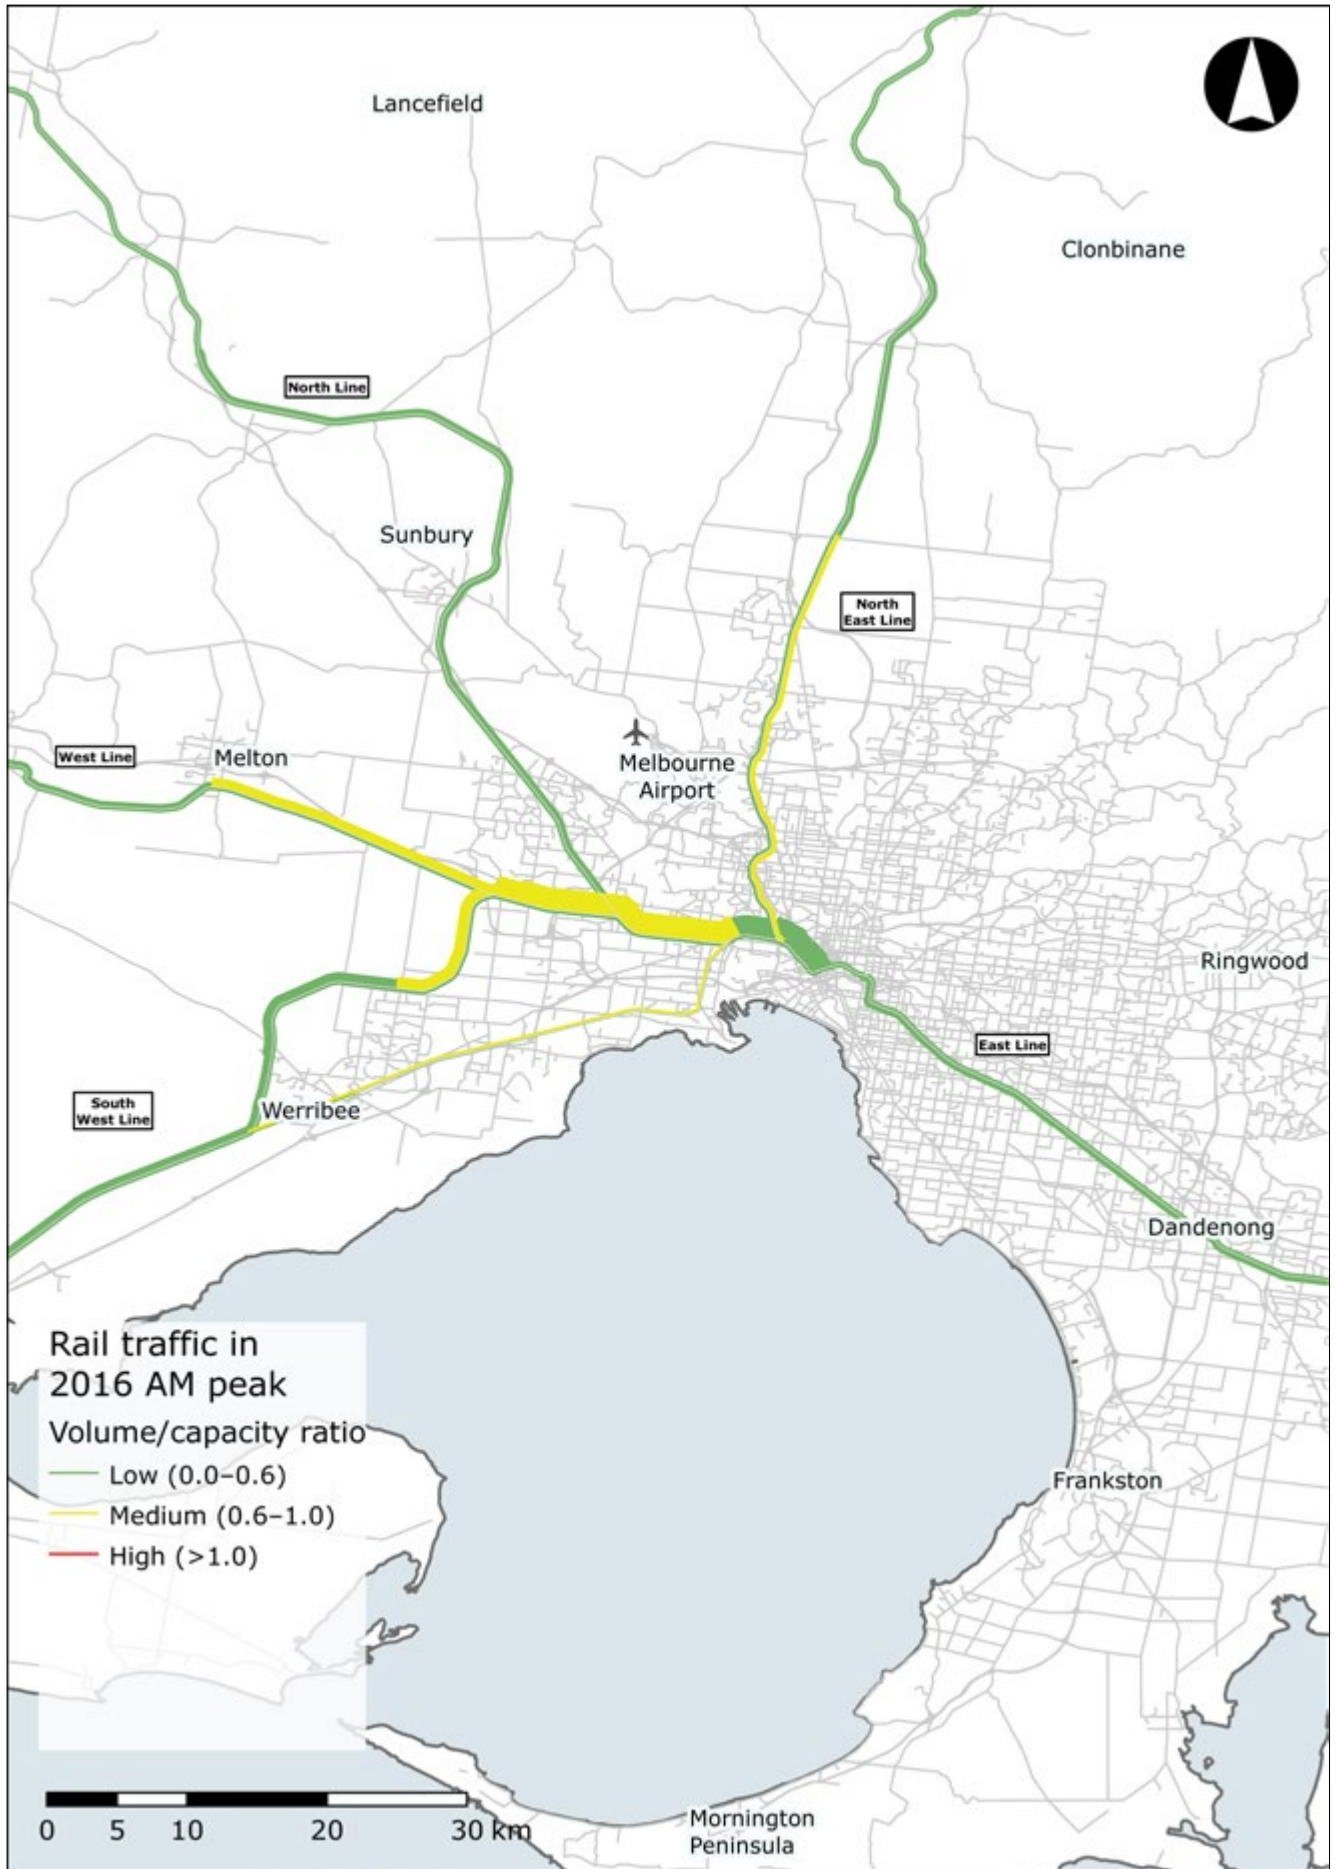 Lancefield
Clonbinane
North Line
Sunbury
North
East Line
West Line
Melton
Melbourne
Airport
Ringwood
East Line
South
West Line
Werribee
Dandenong
Rail traffic in
2016 AM peak
Volume/capacity ratio
Low (0.0–0.6)
Medium (0.6–1.0)
High (>1.0)
Frankston
0 5 10 20 30 km
Mornington
Peninsula